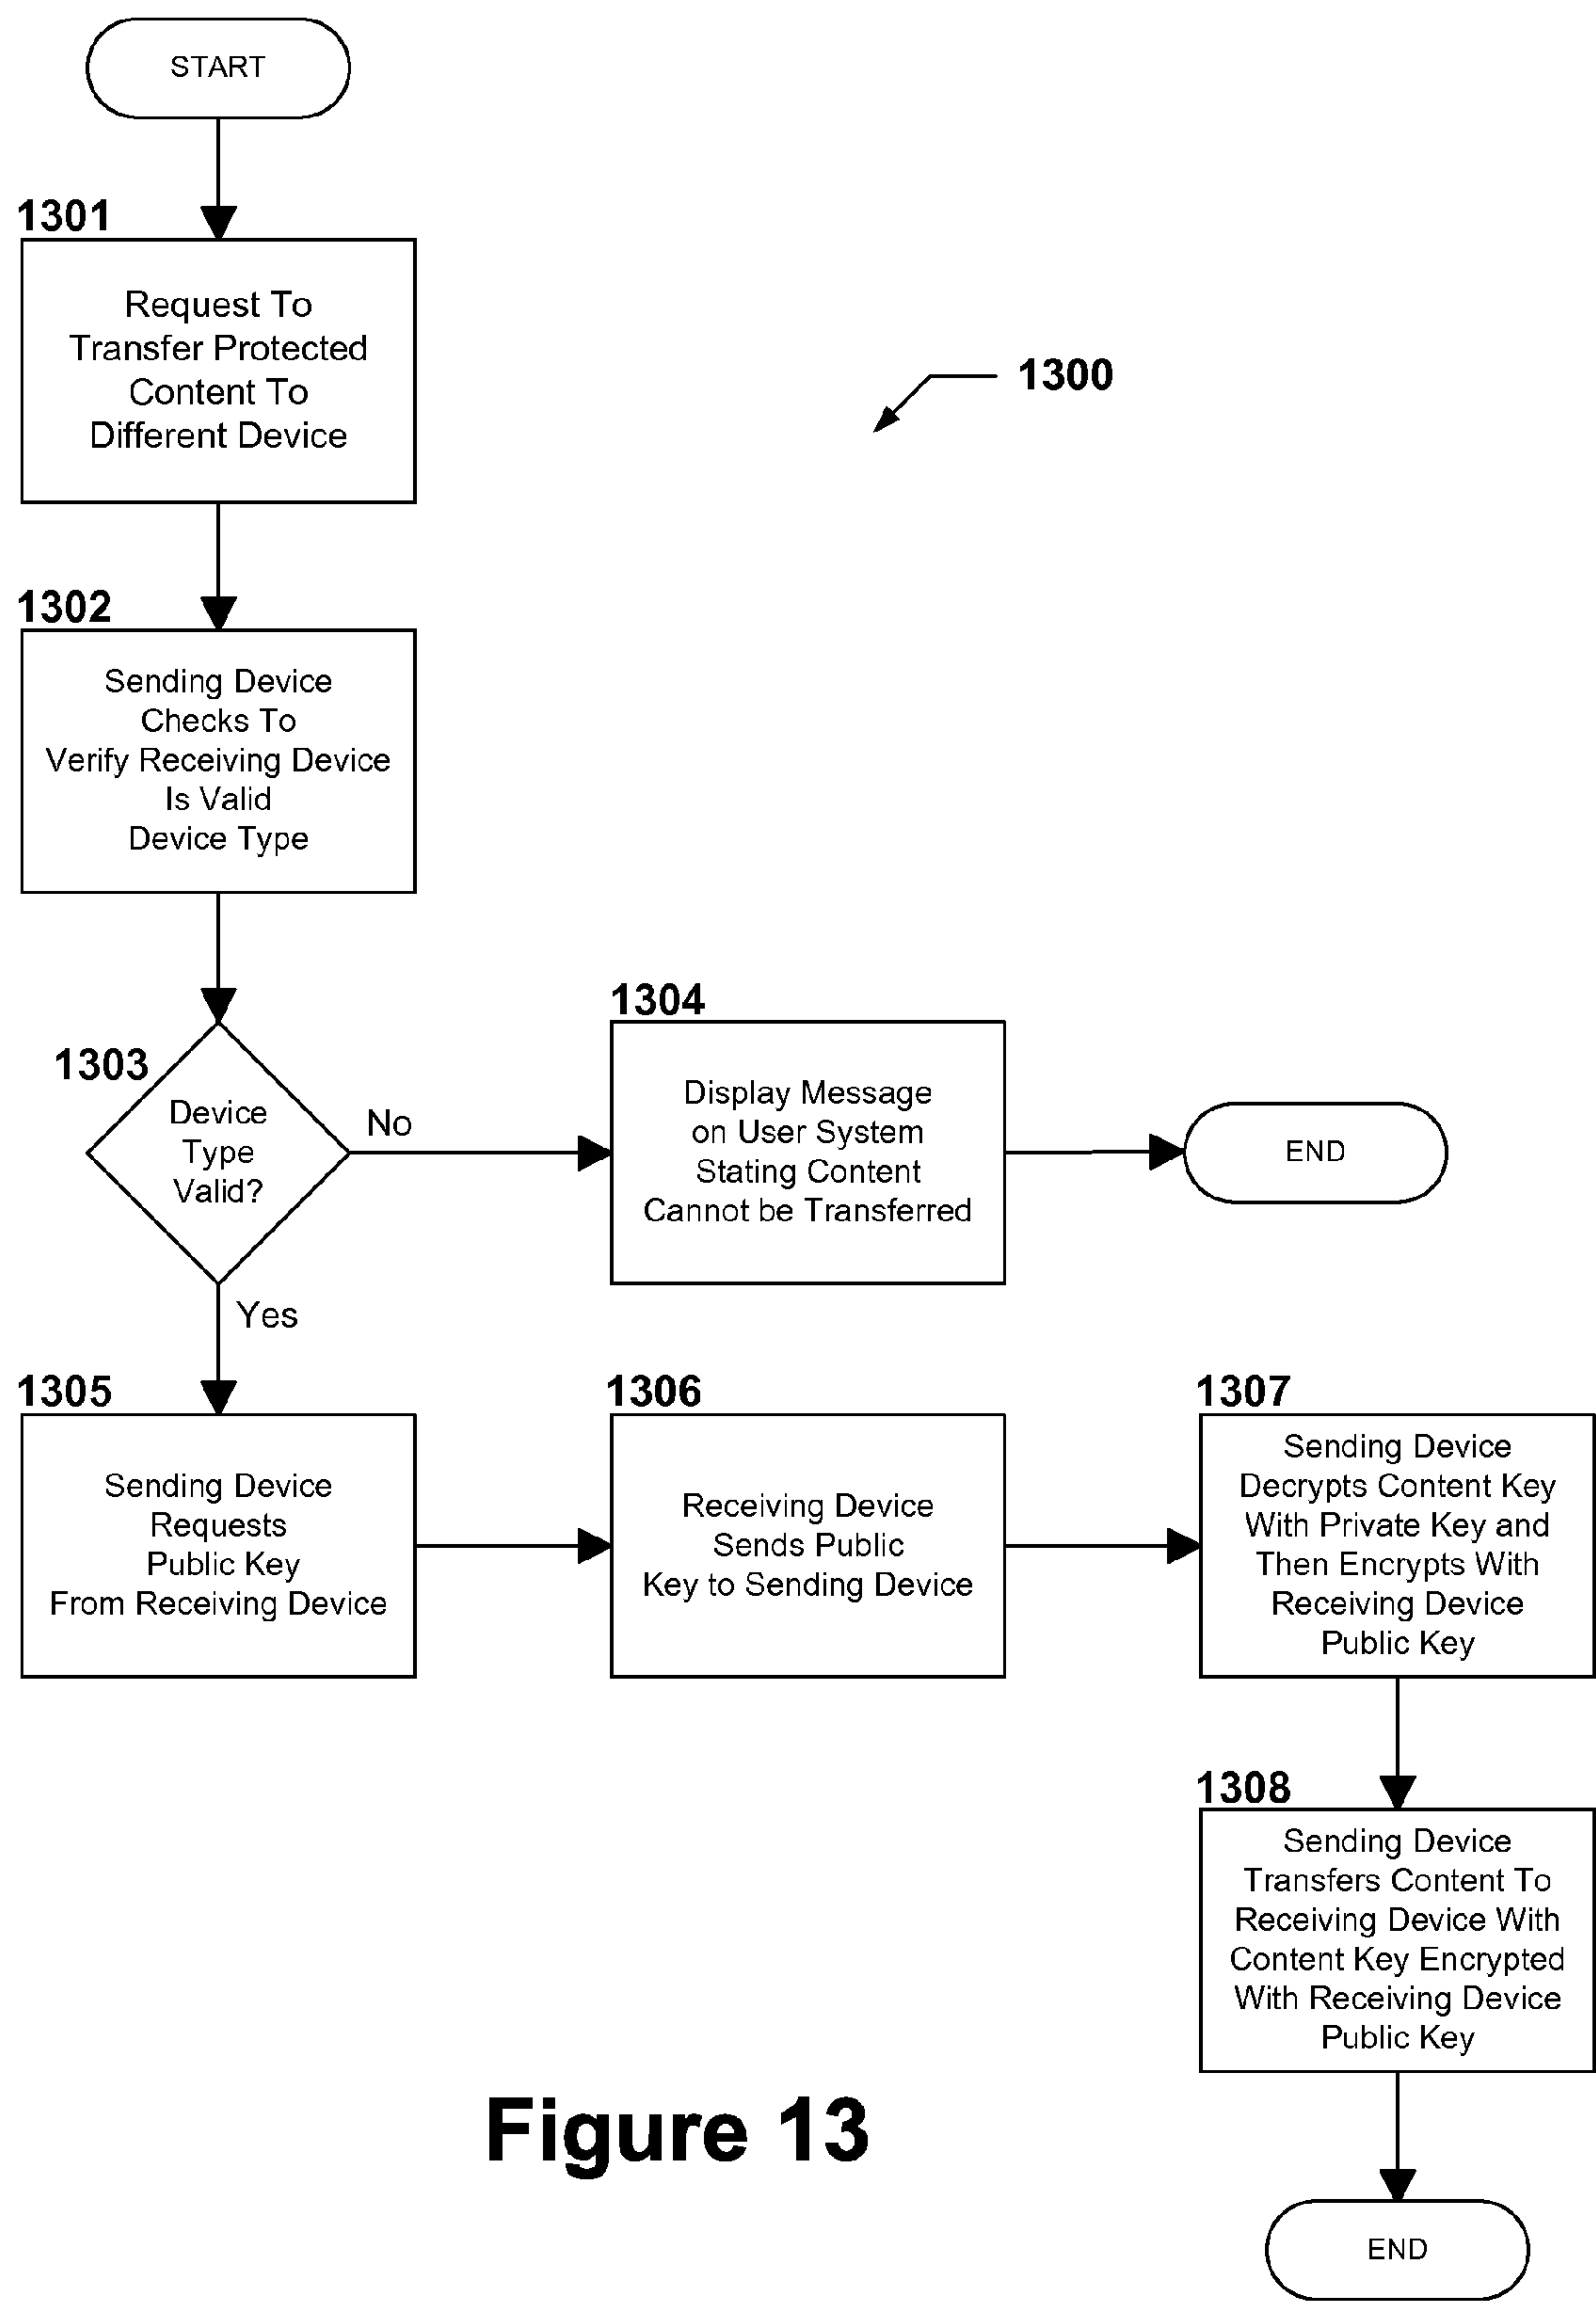 START
1301
Request To
Transfer Protected
Content To
Different Device
1300
1302
Sending Device
Checks To
Verify Receiving Device
Is Valid
Device Type
1303
Device
Type
Valid?
No
1304
Display Message
on User System
Stating Content
Cannot be Transferred
END
Yes
1305
Sending Device
Requests
Public Key
From Receiving Device
1306
Receiving Device
Sends Public
Key to Sending Device
1307
Sending Device
Decrypts Content Key
With Private Key and
Then Encrypts With
Receiving Device
Public Key
1308
Sending Device
Transfers Content To
Receiving Device With
Content Key Encrypted
With Receiving Device
Public Key
END
Figure 13